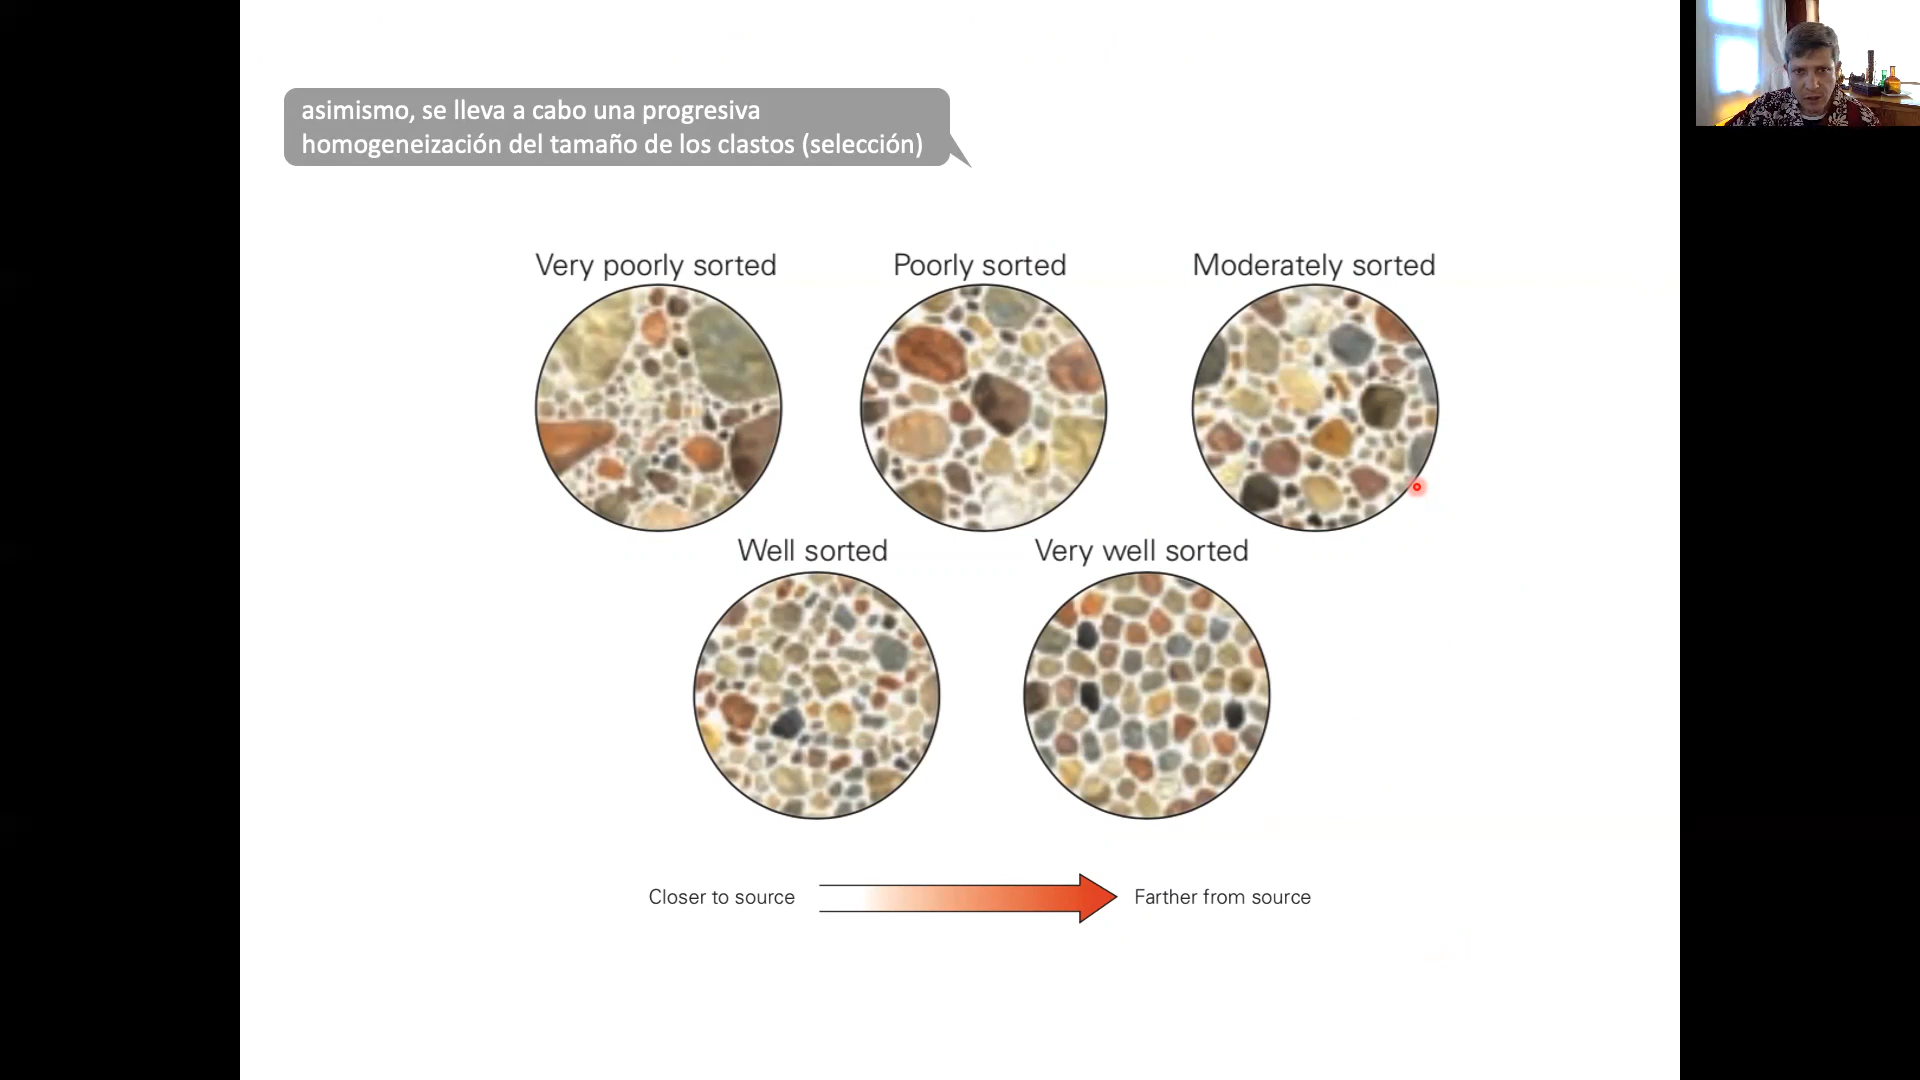 asimismo, se lleva a cabo una progresiva
homogeneización del tamaño de los clastos (selección)
Very poorly sorted
Poorly sorted
Moderately sorted
Well sorted
Very well sorted
Closer to source
Farther from source